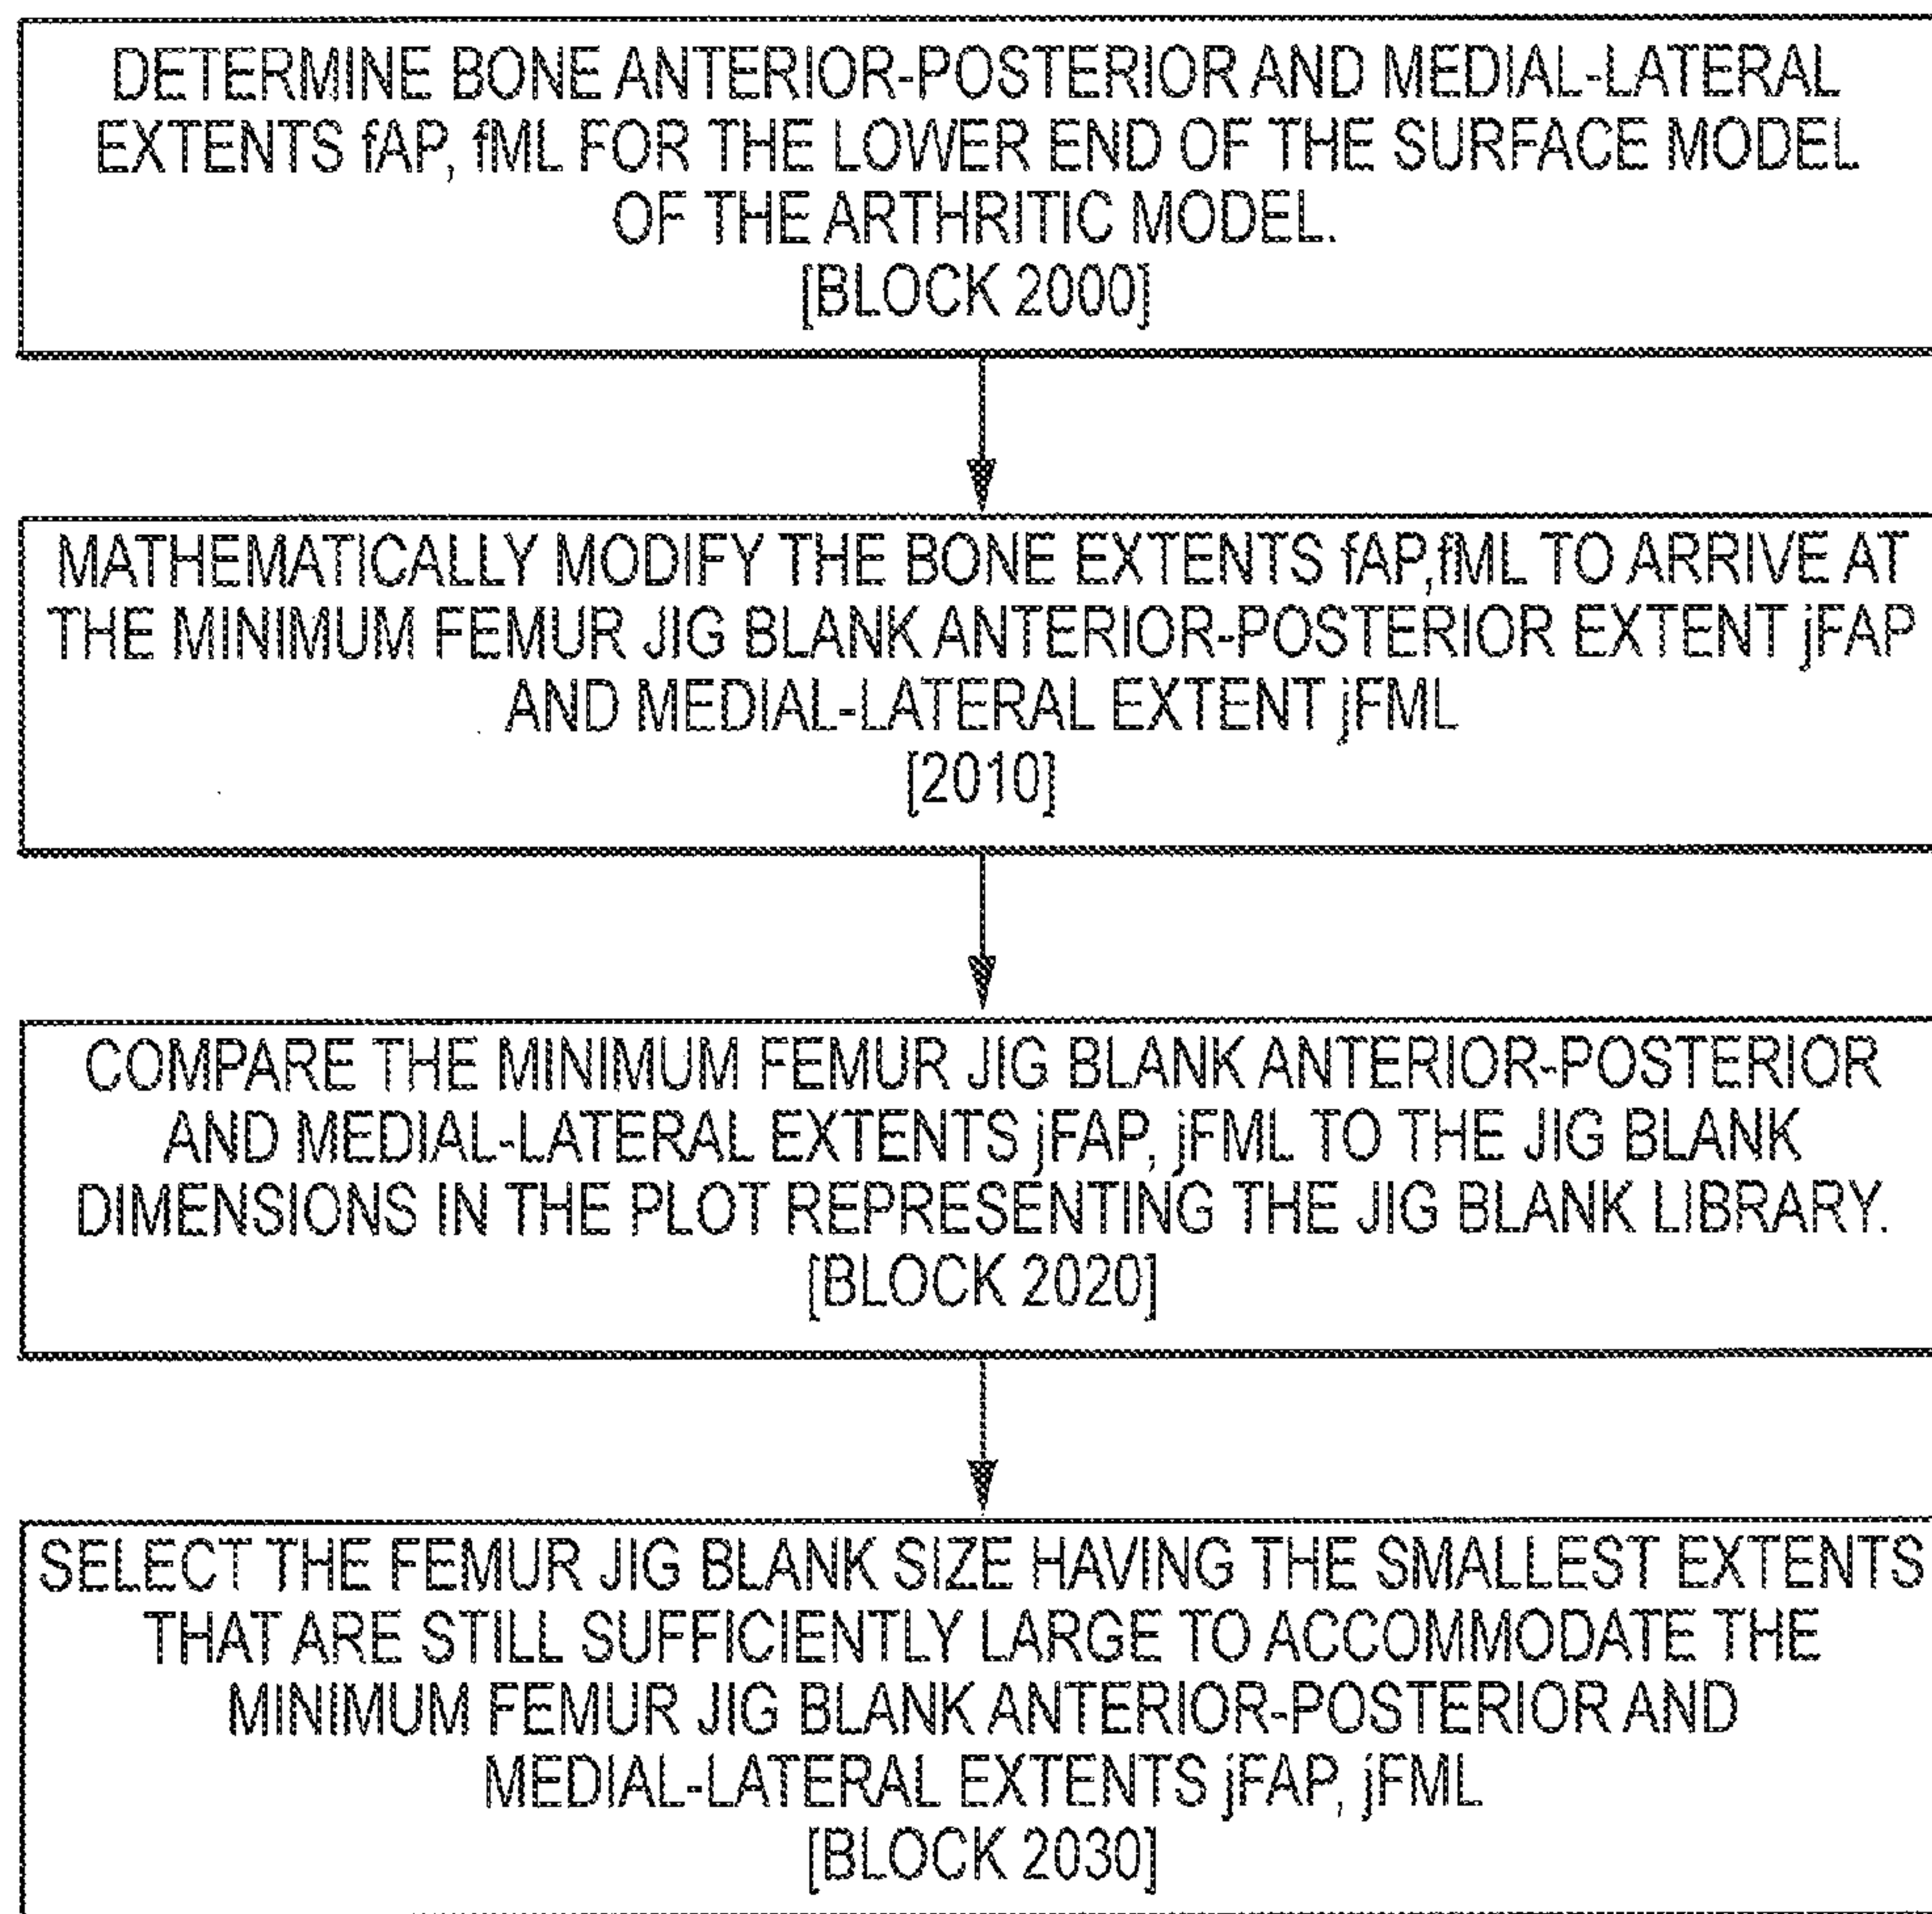 DETERMINE BONE ANTERIOR-POSTERIOR AND MEDIAL-LATERAL
EXTENTS fAP, fML FOR THE LOWER END OF THE SURFACE MODEL
OF THE ARTHRITIC MODEL.
[BLOCK 2000]
MATHEMATICALLY MODIFY THE BONE EXTENTS fAP,fML TO ARRIVE AT
THE MINIMUM FEMUR JIG BLANK ANTERIOR-POSTERIOR EXTENT jFAP
AND MEDIAL-LATERAL EXTENT jFML
[2010]
COMPARE THE MINIMUM FEMUR JIG BLANK ANTERIOR-POSTERIOR
AND MEDIAL-LATERAL EXTENTS jFAP, jFML TO THE JIG BLANK
DIMENSIONS IN THE PLOT REPRESENTING THE JIG BLANK LIBRARY.
[BLOCK 2020]
SELECT THE FEMUR JIG BLANK SIZE HAVING THE SMALLEST EXTENTS
THAT ARE STILL SUFFICIENTLY LARGE TO ACCOMMODATE THE
MINIMUM FEMUR JIG BLANK ANTERIOR-POSTERIOR AND
MEDIAL-LATERAL EXTENTS jFAP, jFML
[BLOCK 2030]